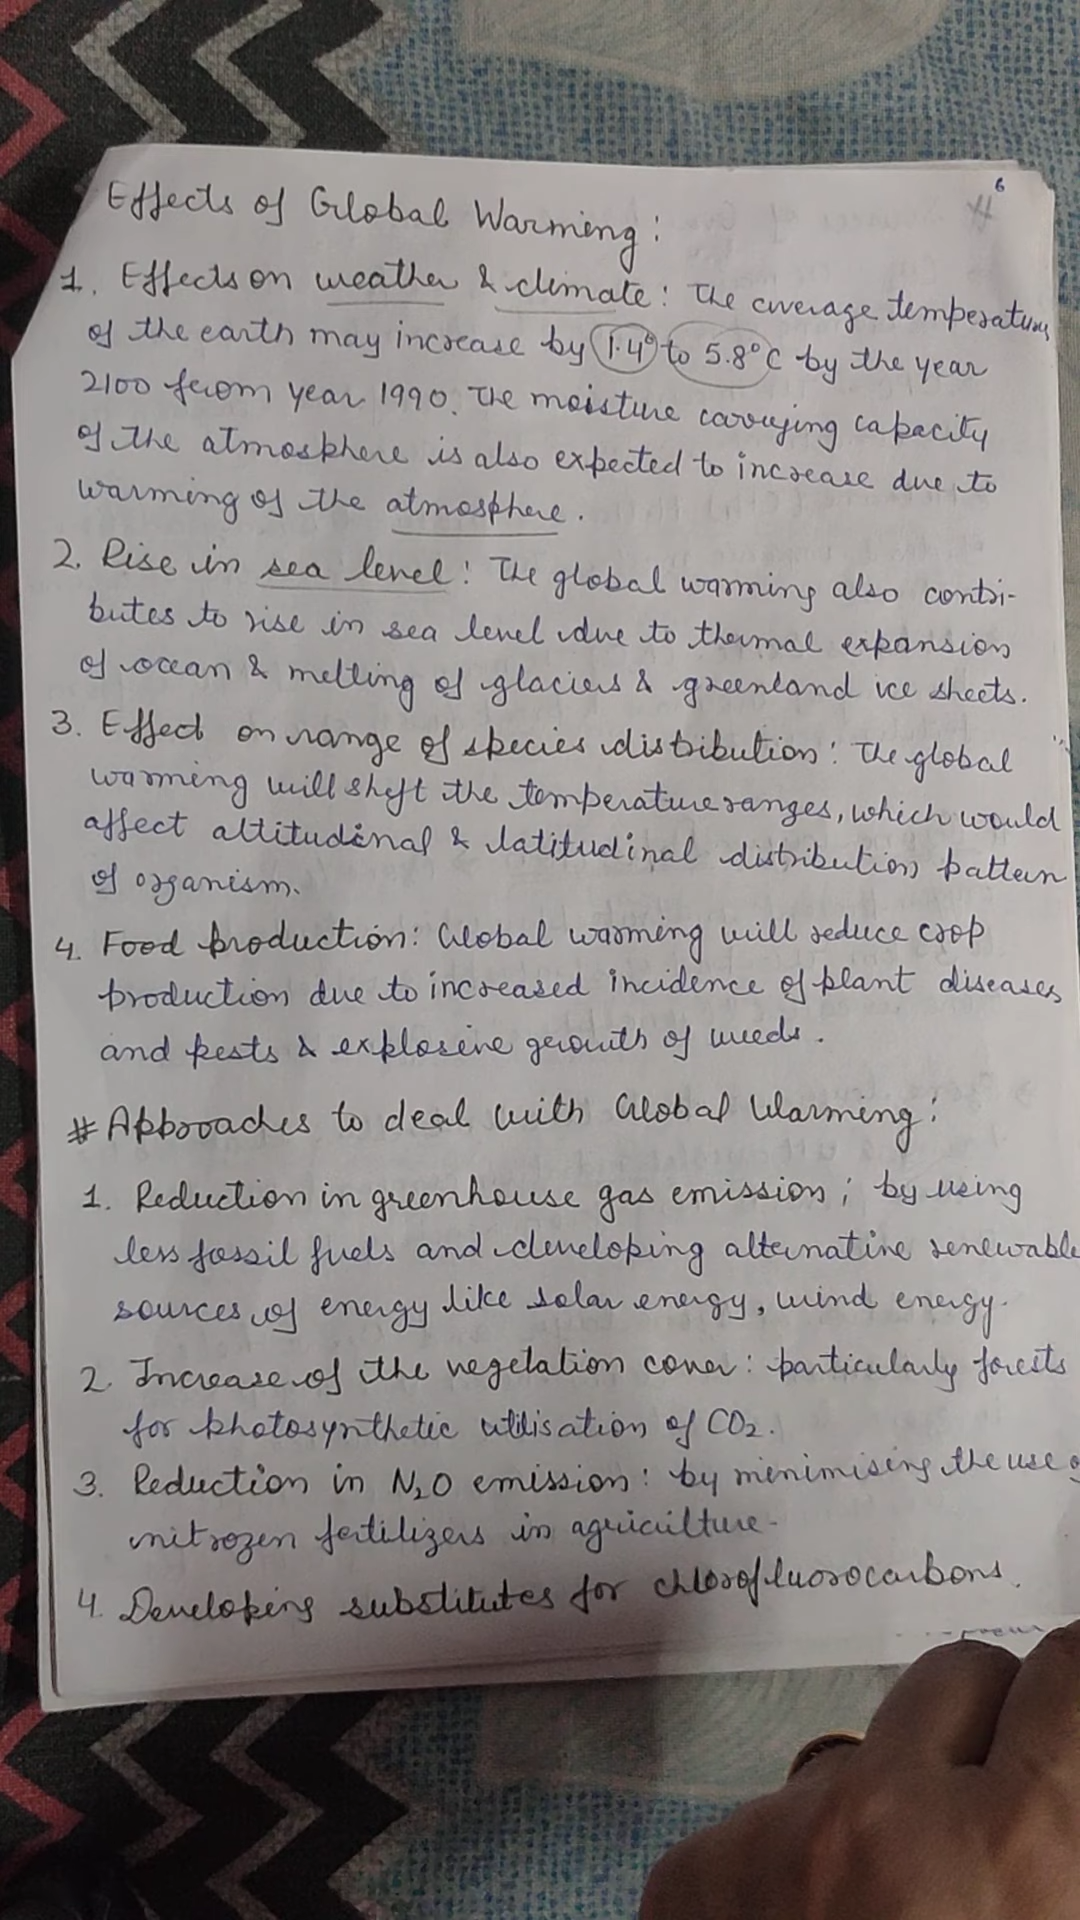 6
#
Effects of Global Warming :
1. Effects on weather & climate : The average temperature
of the earth may increase by 1.4° to 5.8°C by the year
2100 from year 1990. The moisture carrying capacity
of the atmosphere is also expected to increase due to
warming of the atmosphere.
2. Rise in sea level : The global warming also contri-
butes to rise in sea level due to thermal expansion
of ocean & melting of glaciers & greenland ice sheets.
3. Effect on range of species distribution : The global
warming will shift the temperature ranges, which would
affect altitudinal & latitudinal distribution pattern
of organism.
4. Food production : Global warming will reduce crop
production due to increased incidence of plant diseases
and pests & explosive growth of weeds.
# Approaches to deal with Global Warming :
1. Reduction in greenhouse gas emission ; by using
less fossil fuels and developing alternative renewable
sources of energy like solar energy, wind energy.
2. Increase of the vegetation cover : particularly forests
for photosynthetic utilisation of CO2.
3. Reduction in N2O emission : by minimising the use o
nitrozen fertilizers in agriculture.
4. Developing substitutes for chlorofluorocarbons.